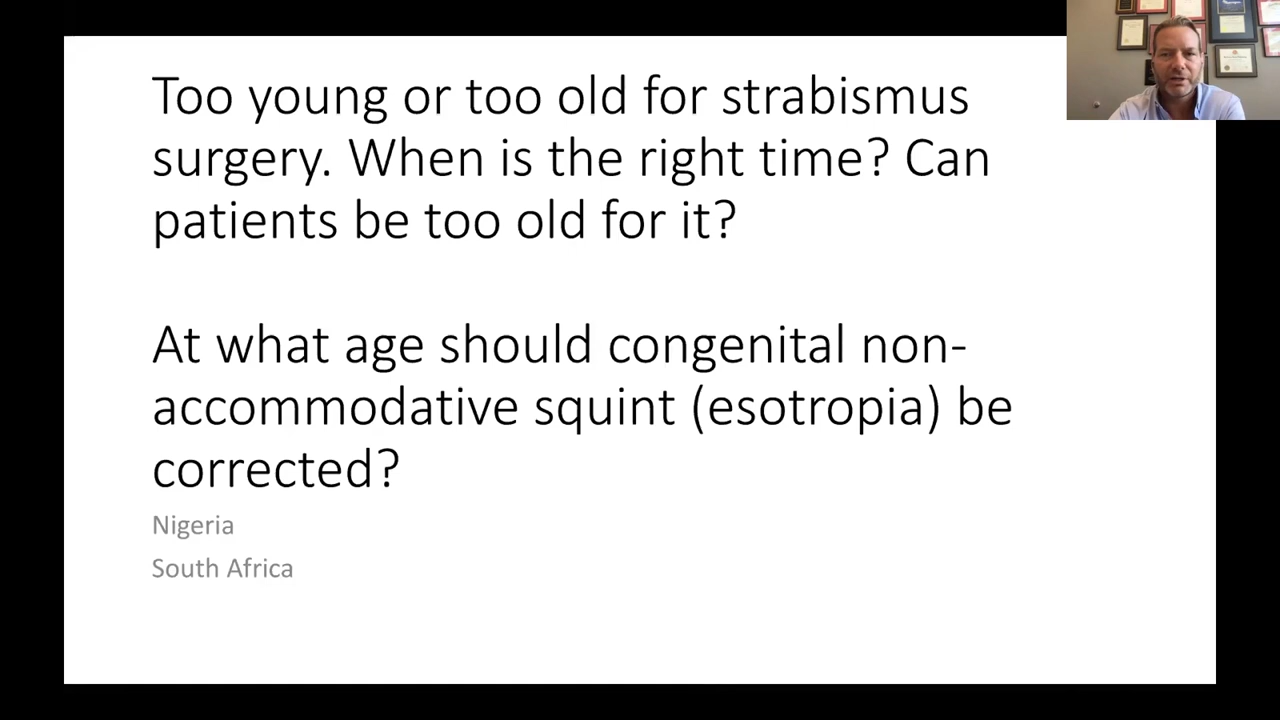 Too young or too old for strabismus
surgery. When is the right time? Can
patients be too old for it?
At what age should congenital non-
accommodative squint (esotropia) be
corrected?
Nigeria
South Africa